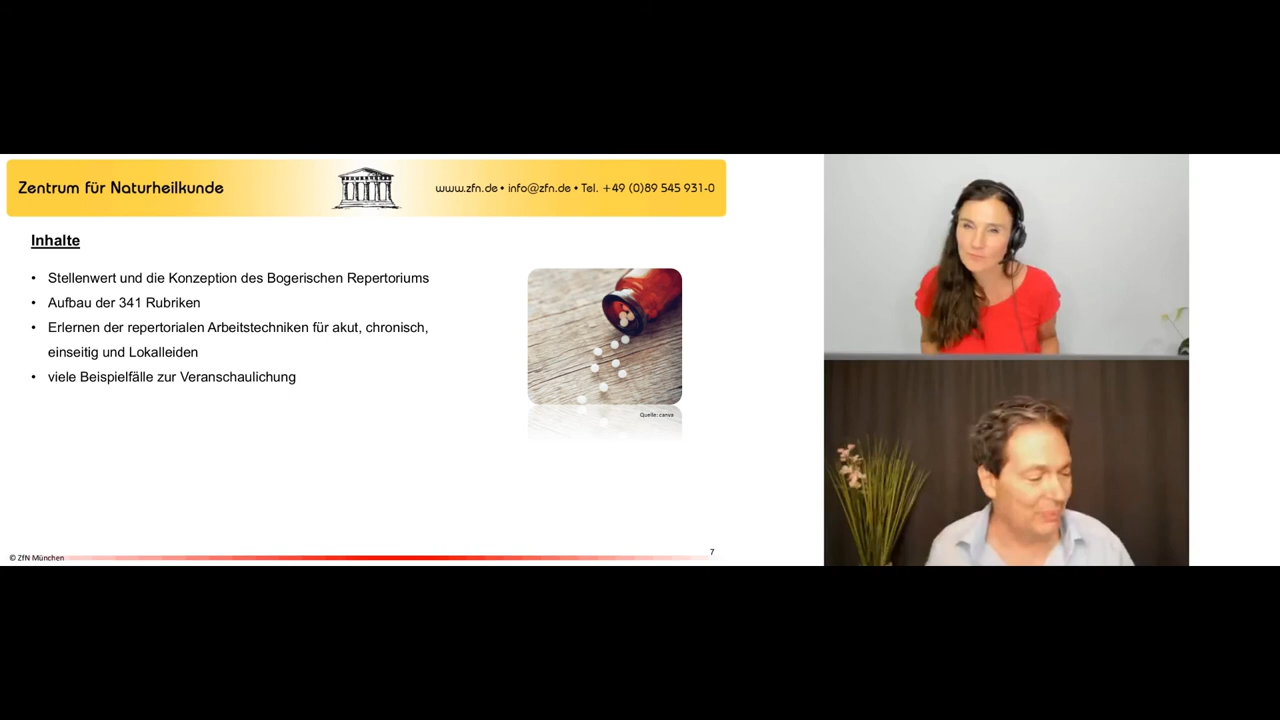 Zentrum für Naturheilkunde
www.zfn.de • info@zfn.de • Tel. +49 (0)89 545 931-0
Inhalte
• Stellenwert und die Konzeption des Bogerischen Repertoriums
• Aufbau der 341 Rubriken
• Erlernen der repertorialen Arbeitstechniken für akut, chronisch,
einseitig und Lokalleiden
• viele Beispielfälle zur Veranschaulichung
Quelle: canva
© ZfN München
7